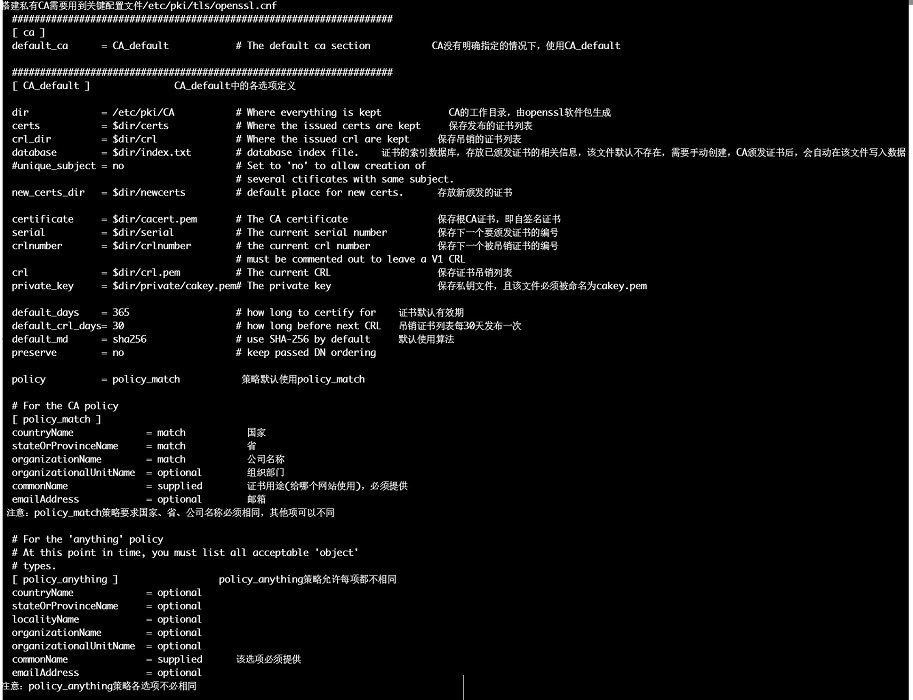 搭建私有CA需要用到关键配置文件/etc/pki/tls/openssl.cnf
####################################################################
[ ca ]
default_ca      = CA_default            # The default ca section           CA没有明确指定的情况下，使用CA_default
####################################################################
[ CA_default ]               CA_default中的各选项定义
dir             = /etc/pki/CA           # Where everything is kept            CA的工作目录，由openssl软件包生成
certs           = $dir/certs            # Where the issued certs are kept     保存发布的证书列表
crl_dir         = $dir/crl              # Where the issued crl are kept     保存吊销的证书列表
database        = $dir/index.txt        # database index file.    证书的索引数据库，存放已颁发证书的相关信息，该文件默认不存在，需要手动创建，CA颁发证书后，会自动在该文件写入数据
#unique_subject = no                    # Set to 'no' to allow creation of
                                        # several ctificates with same subject.
new_certs_dir   = $dir/newcerts         # default place for new certs.      存放新颁发的证书
certificate     = $dir/cacert.pem       # The CA certificate                保存根CA证书，即自签名证书
serial          = $dir/serial           # The current serial number         保存下一个要颁发证书的编号
crlnumber       = $dir/crlnumber        # the current crl number            保存下一个被吊销证书的编号
                                        # must be commented out to leave a V1 CRL
crl             = $dir/crl.pem          # The current CRL                   保存证书吊销列表
private_key     = $dir/private/cakey.pem# The private key                   保存私钥文件，且该文件必须被命名为cakey.pem
default_days    = 365                   # how long to certify for    证书默认有效期
default_crl_days= 30                    # how long before next CRL   吊销证书列表每30天发布一次
default_md      = sha256                # use SHA-256 by default     默认使用算法
preserve        = no                    # keep passed DN ordering
policy          = policy_match           策略默认使用policy_match
# For the CA policy
[ policy_match ]
countryName             = match           国家
stateOrProvinceName     = match           省
organizationName        = match           公司名称
organizationalUnitName  = optional        组织部门
commonName              = supplied        证书用途(给哪个网站使用)，必须提供
emailAddress            = optional        邮箱
注意：policy_match策略要求国家、省、公司名称必须相同，其他项可以不同
# For the 'anything' policy
# At this point in time, you must list all acceptable 'object'
# types.
[ policy_anything ]                  policy_anything策略允许每项都不相同
countryName             = optional
stateOrProvinceName     = optional
localityName            = optional
organizationName        = optional
organizationalUnitName  = optional
commonName              = supplied      该选项必须提供
emailAddress            = optional
注意：policy_anything策略各选项不必相同